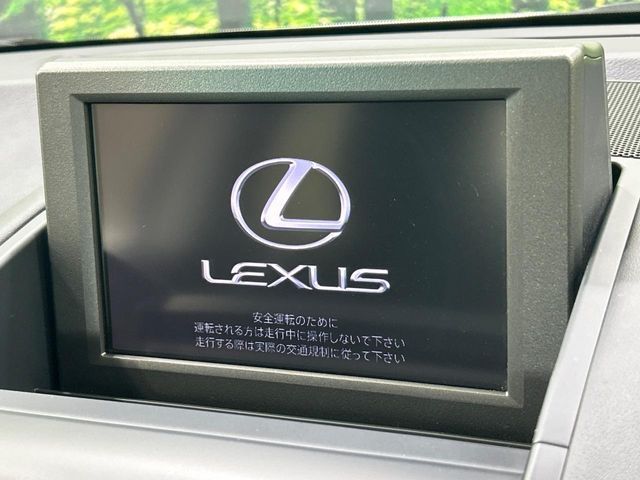 LEXUS
安全運転のために
運転される方は走行中に操作しないで下さい
走行する際は実際の交通規制に従って下さい